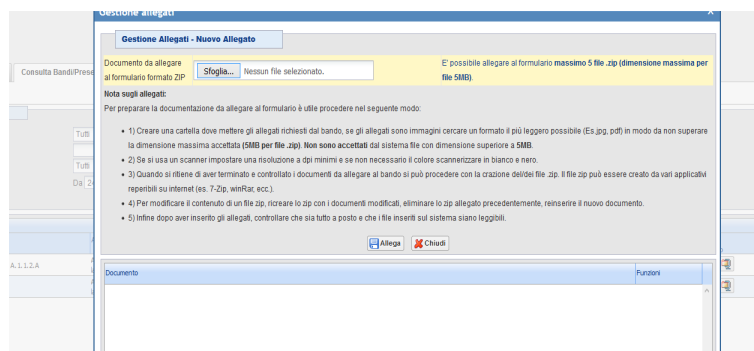 Gestione allegati
Gestione Allegati - Nuovo Allegato
Documento da allegare
al formulario formato ZIP
Sfoglia... Nessun file selezionato.
E' possibile allegare al formulario massimo 5 file .zip (dimensione massima per
file 5MB).
Consulta Bandi/Prese
Nota sugli allegati:
Per preparare la documentazione da allegare al formulario è utile procedere nel seguente modo:
1) Creare una cartella dove mettere gli allegati richiesti dal bando, se gli allegati sono immagini cercare un formato il più leggero possibile (Es.jpg, pdf) in modo da non superare
la dimensione massima accettata (5MB per file .zip). Non sono accettati dal sistema file con dimensione superiore a 5MB.
2) Se si usa un scanner impostare una risoluzione a dpi minimi e se non necessario il colore scannerizzare in bianco e nero.
3) Quando si ritiene di aver terminato e controllato i documenti da allegare al bando si può procedere con la crazione del/dei file .zip. Il file zip può essere creato da vari applicativi
reperibili su internet (es. 7-Zip, winRar, ecc.).
4) Per modificare il contenuto di un file zip, ricreare lo zip con i documenti modificati, eliminare lo zip allegato precedentemente, reinserire il nuovo documento.
5) Infine dopo aver inserito gli allegati, controllare che sia tutto a posto e che i file inseriti sul sistema siano leggibili.
Tutti
Tutti
Da
Allega Chiudi
Documento Funzioni
A.1.1.2.A